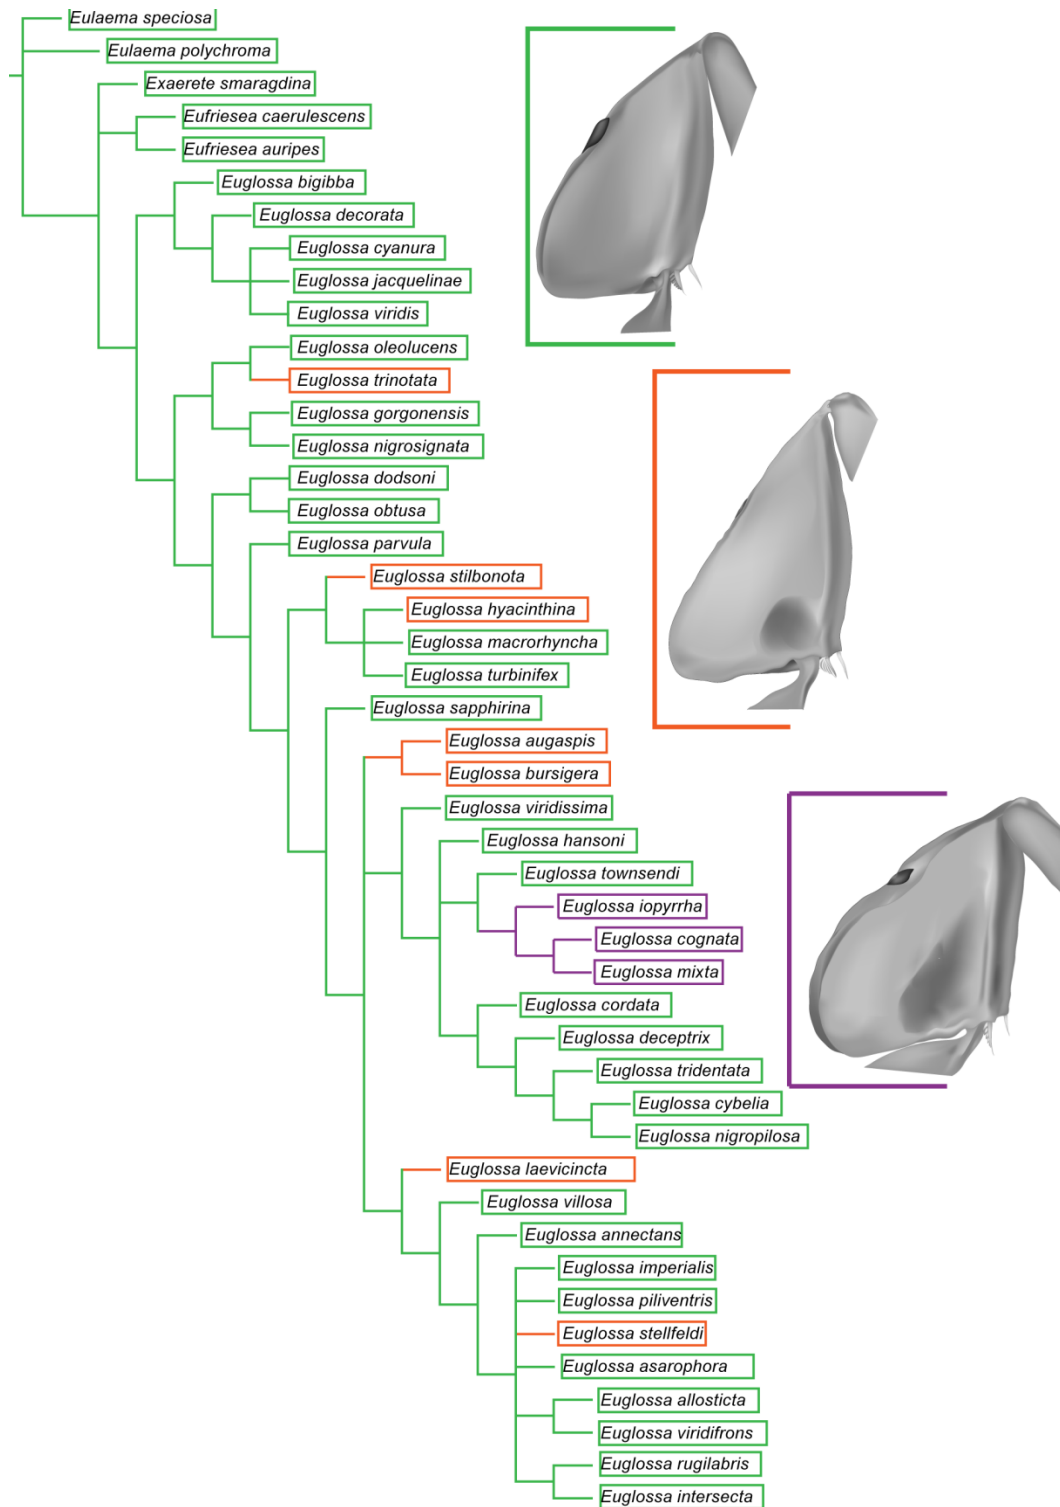 Eulaema speciosa
Eulaema polychroma
Exaerete smaragdina
Eufriesea caerulescens
Eufriesea auripes
Euglossa bigibba
Euglossa decorata
Euglossa cyanura
Euglossa jacquelinae
Euglossa viridis
Euglossa oleolucens
Euglossa trinotata
Euglossa gorgonensis
Euglossa nigrosignata
Euglossa dodsoni
Euglossa obtusa
Euglossa parvula
Euglossa stilbonota
Euglossa hyacinthina
Euglossa macrorhyncha
Euglossa turbinifex
Euglossa sapphirina
Euglossa augaspis
Euglossa bursigera
Euglossa viridissima
Euglossa hansoni
Euglossa townsendi
Euglossa iopyrrha
Euglossa cognata
Euglossa mixta
Euglossa cordata
Euglossa deceptrix
Euglossa tridentata
Euglossa cybelia
Euglossa nigropilosa
Euglossa laevicincta
Euglossa villosa
Euglossa annectans
Euglossa imperialis
Euglossa piliventris
Euglossa stellfeldi
Euglossa asarophora
Euglossa allosticta
Euglossa viridifrons
Euglossa rugilabris
Euglossa intersecta